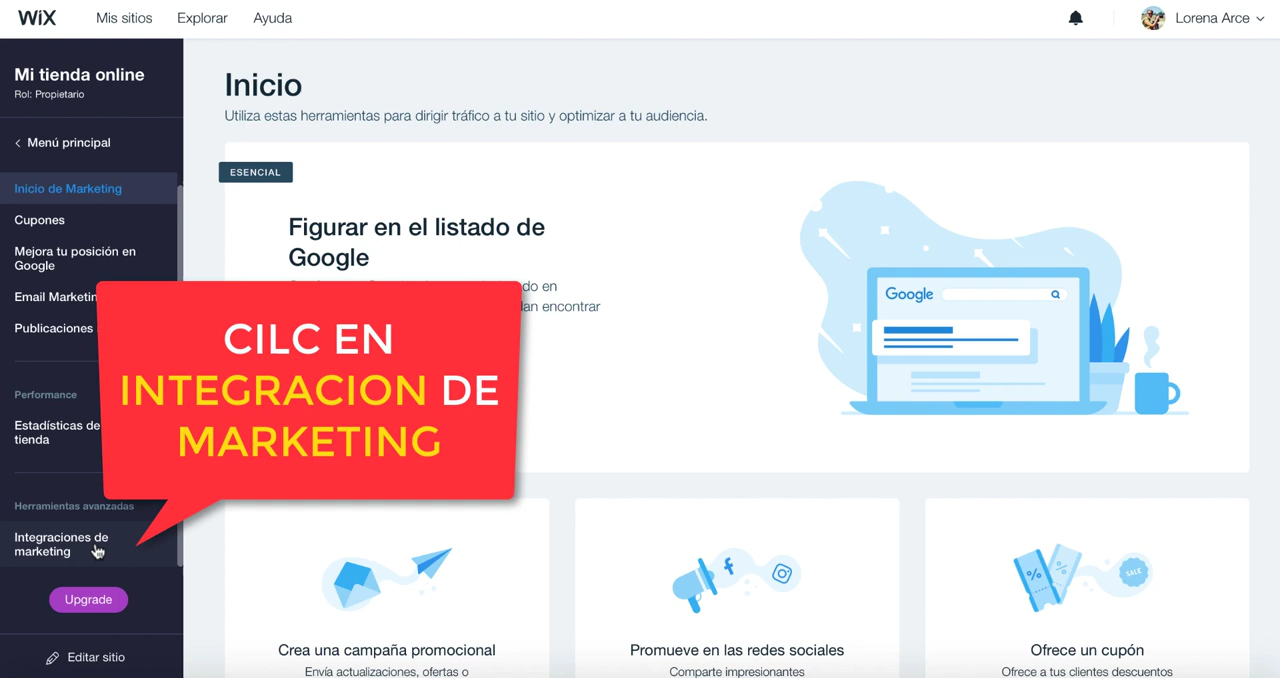 WiX
Mis sitios
Explorar
Ayuda
Lorena Arce
Mi tienda online
Rol: Propietario
Menú principal
Inicio de Marketing
Cupones
Mejora tu posición en
Google
Email Marketin
Publicaciones
Performance
Estadísticas de
tienda
Herramientas avanzadas
Integraciones de
marketing
Upgrade
Editar sitio
Inicio
Utiliza estas herramientas para dirigir tráfico a tu sitio y optimizar a tu audiencia.
ESENCIAL
Figurar en el listado de
Google
do en
encontrar
Google
CILC EN
INTEGRACION DE
MARKETING
Crea una campaña promocional
Envía actualizaciones, ofertas o
Promueve en las redes sociales
Comparte impresionantes
SALE
Ofrece un cupón
Ofrece a tus clientes descuentos